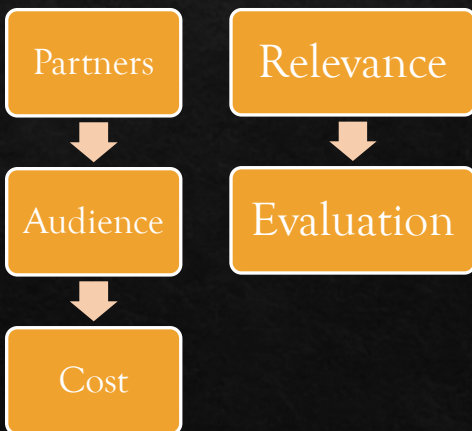 Partners
Audience
Cost
Relevance
Evaluation